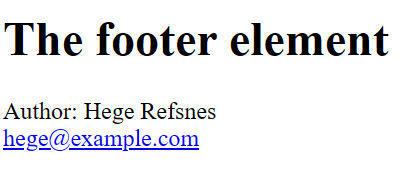 The footer element
Author: Hege Refsnes
hege@example.com